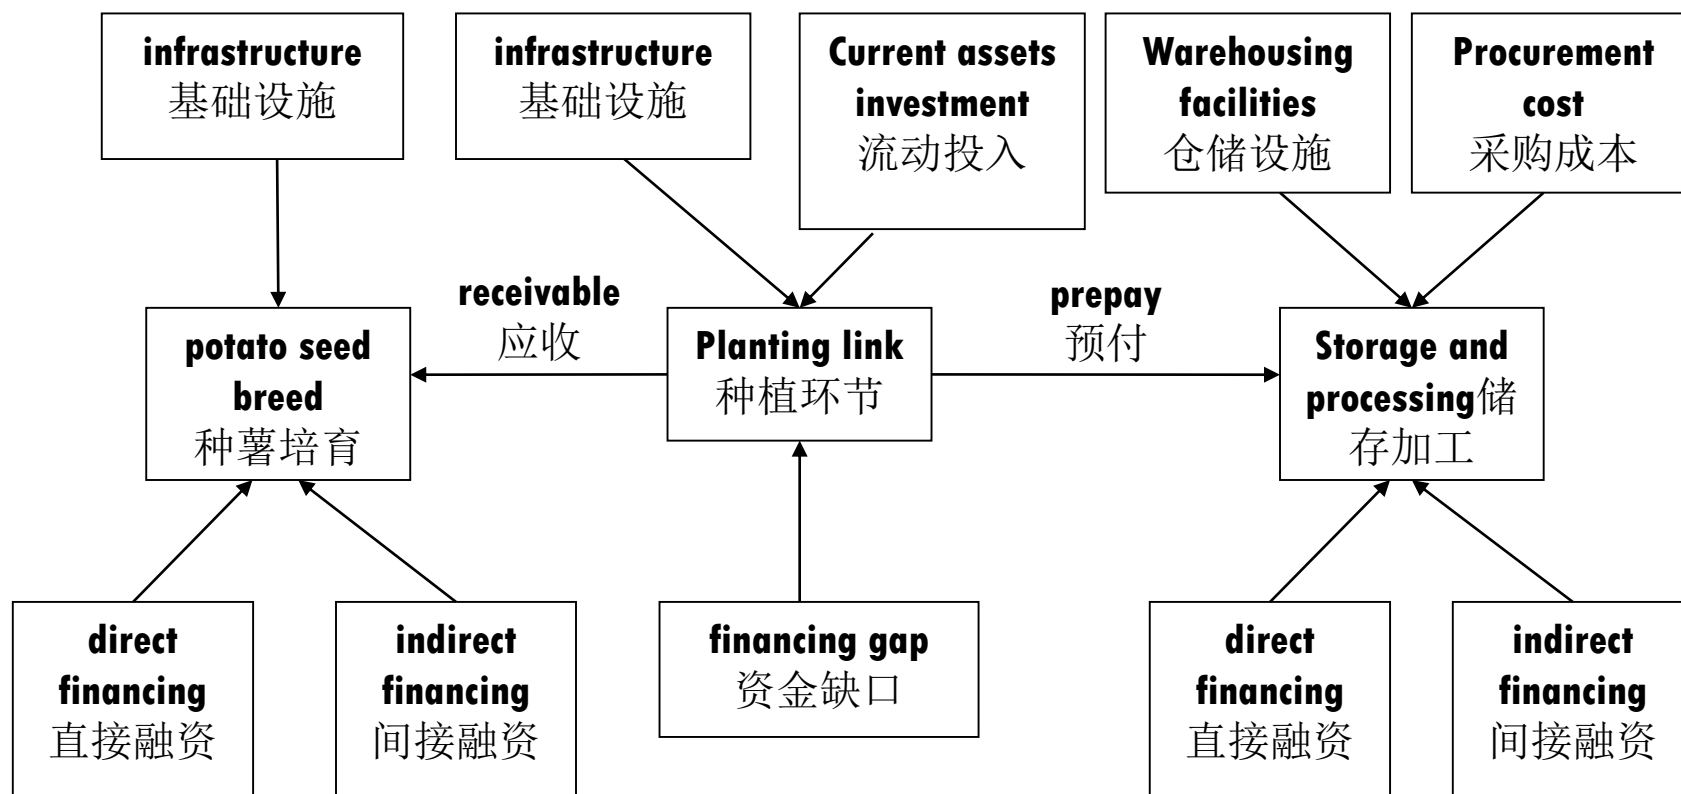 infrastructure
基础设施
infrastructure
基础设施
Current assets
investment
流动投入
Warehousing
facilities
仓储设施
Procurement
cost
采购成本
receivable
应收
prepay
预付
potato seed
breed
种薯培育
Planting link
种植环节
Storage and
processing储
存加工
direct
financing
直接融资
indirect
financing
间接融资
financing gap
资金缺口
direct
financing
直接融资
indirect
financing
间接融资